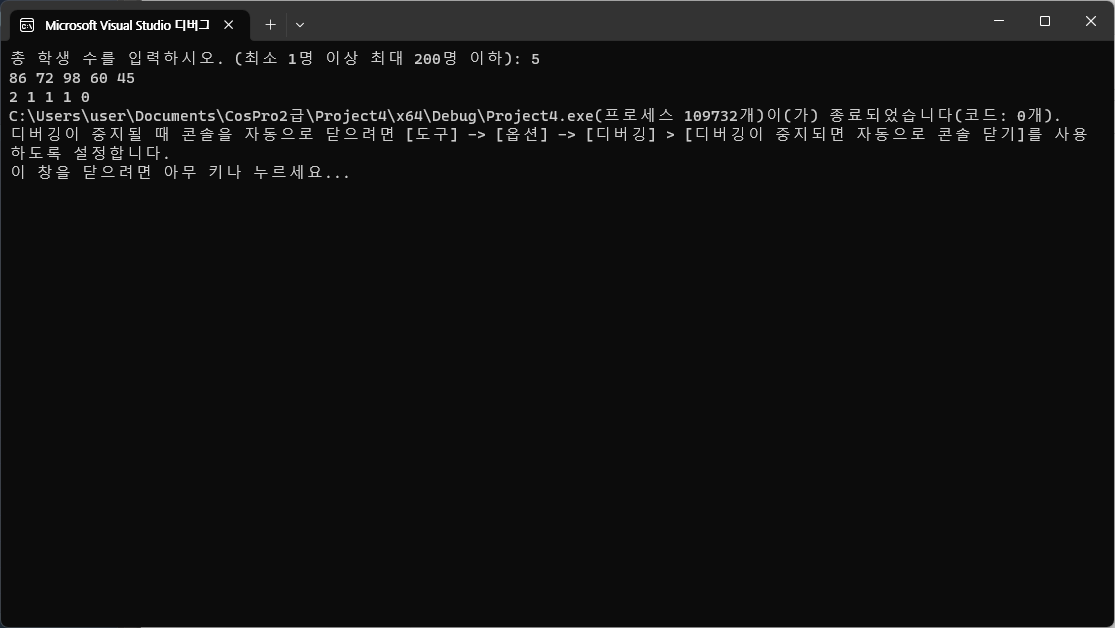 Microsoft Visual Studio 디버그
총 학생 수를 입력하시오. (최소 1명 이상 최대 200명 이하): 5
86 72 98 60 45
2 1 1 1 0
C:\Users\user\Documents\CosPro2급\Project4\x64\Debug\Project4.exe(프로세스 109732개)이(가) 종료되었습니다(코드: 0개).
디버깅이 중지될 때 콘솔을 자동으로 닫으려면 [도구] -> [옵션] -> [디버깅] > [디버깅이 중지되면 자동으로 콘솔 닫기]를 사용
하도록 설정합니다.
이 창을 닫으려면 아무 키나 누르세요...